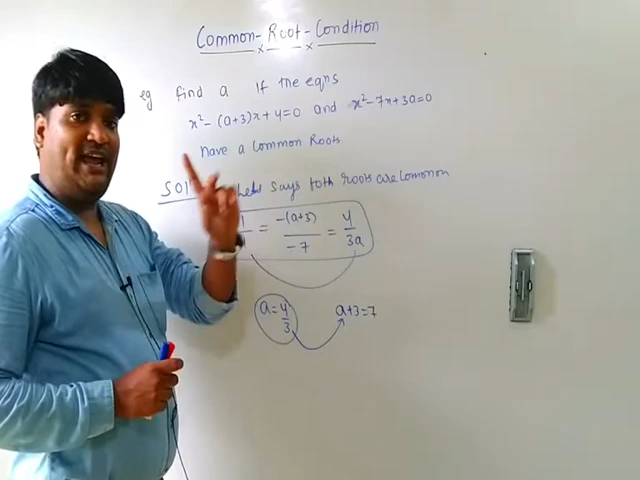 Common-Root-Condition
eg find a If the eqns
x²-(a+3)x+4=0 and x²-7x+3a=0
have a Common Roots
Sol says both roots are Common
1 = -(a+3)/-7 = 4/3a
a=4/3 a+3=7